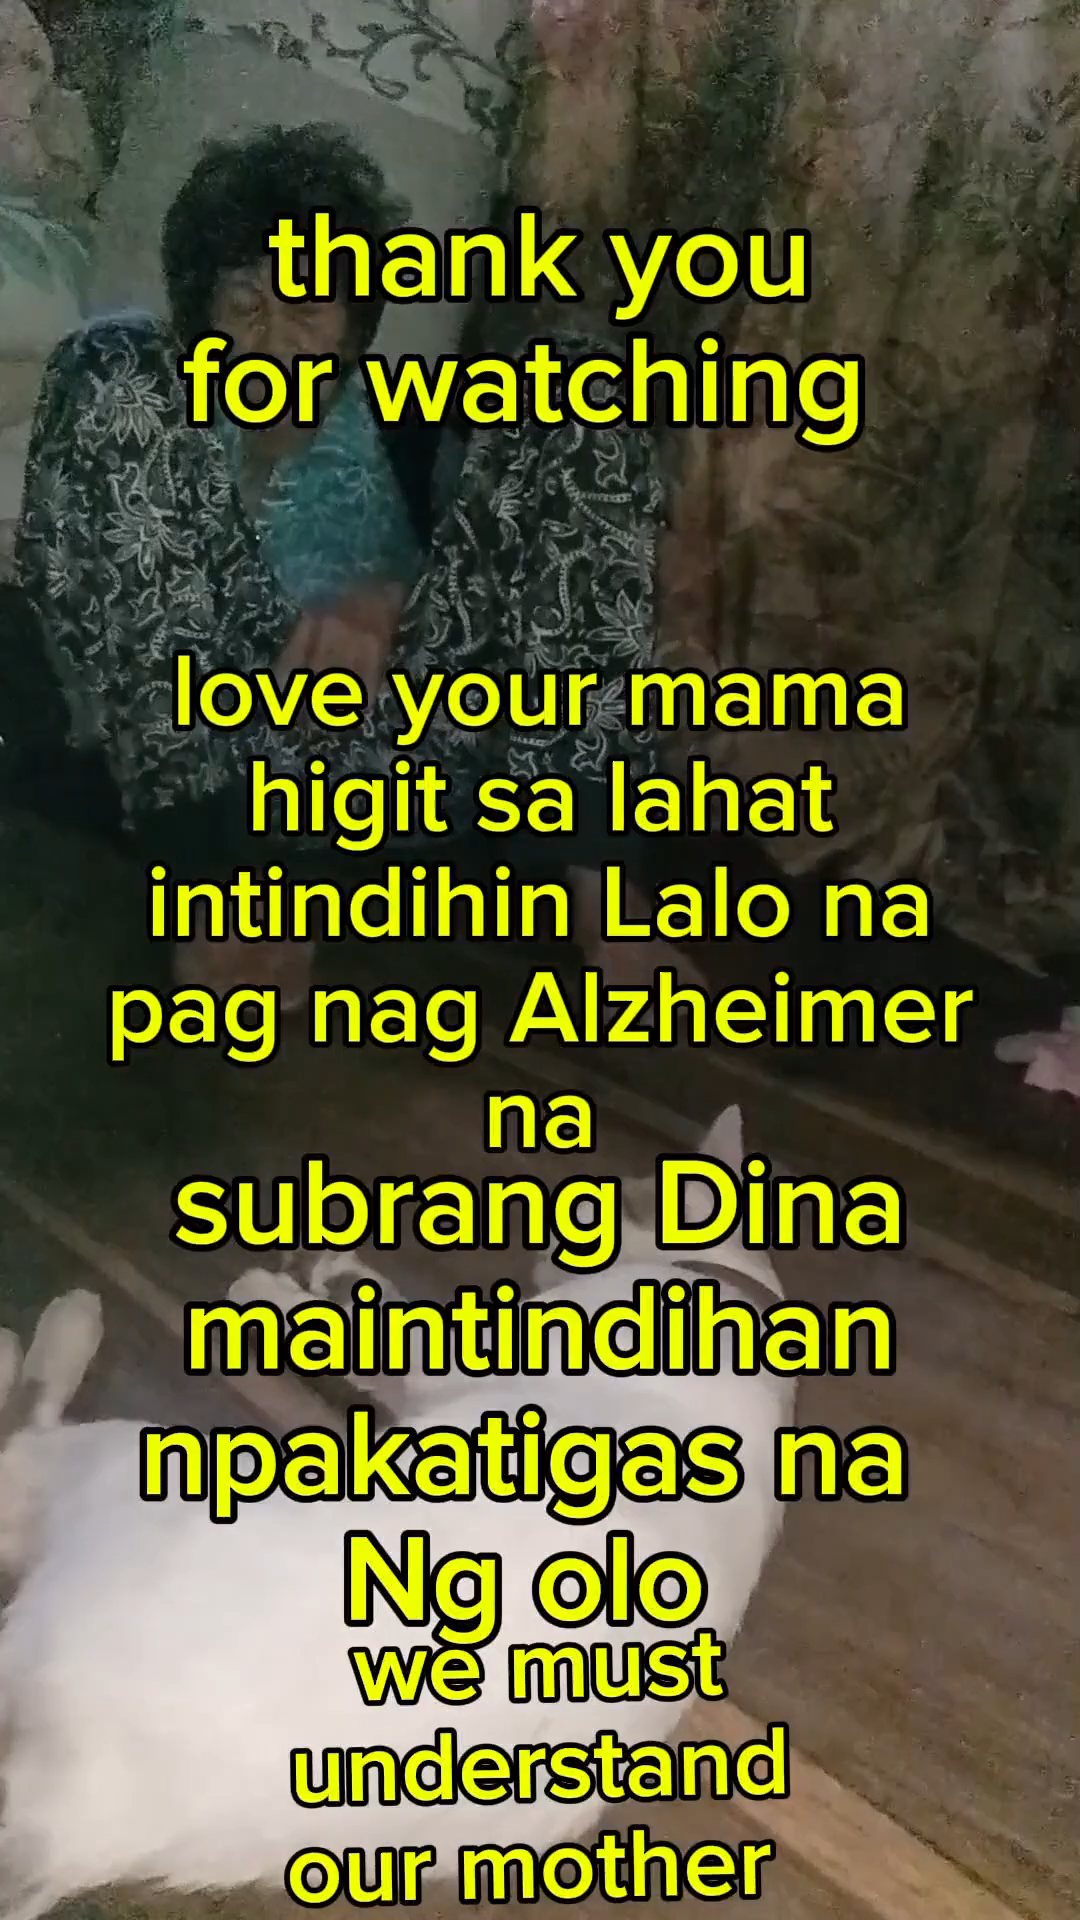 thank you
for watching
love your mama
higit sa lahat
intindihin Lalo na
pag nag Alzheimer
na
subrang Dina
maintindihan
npakatigas na
Ng olo
we must
understand
our mother